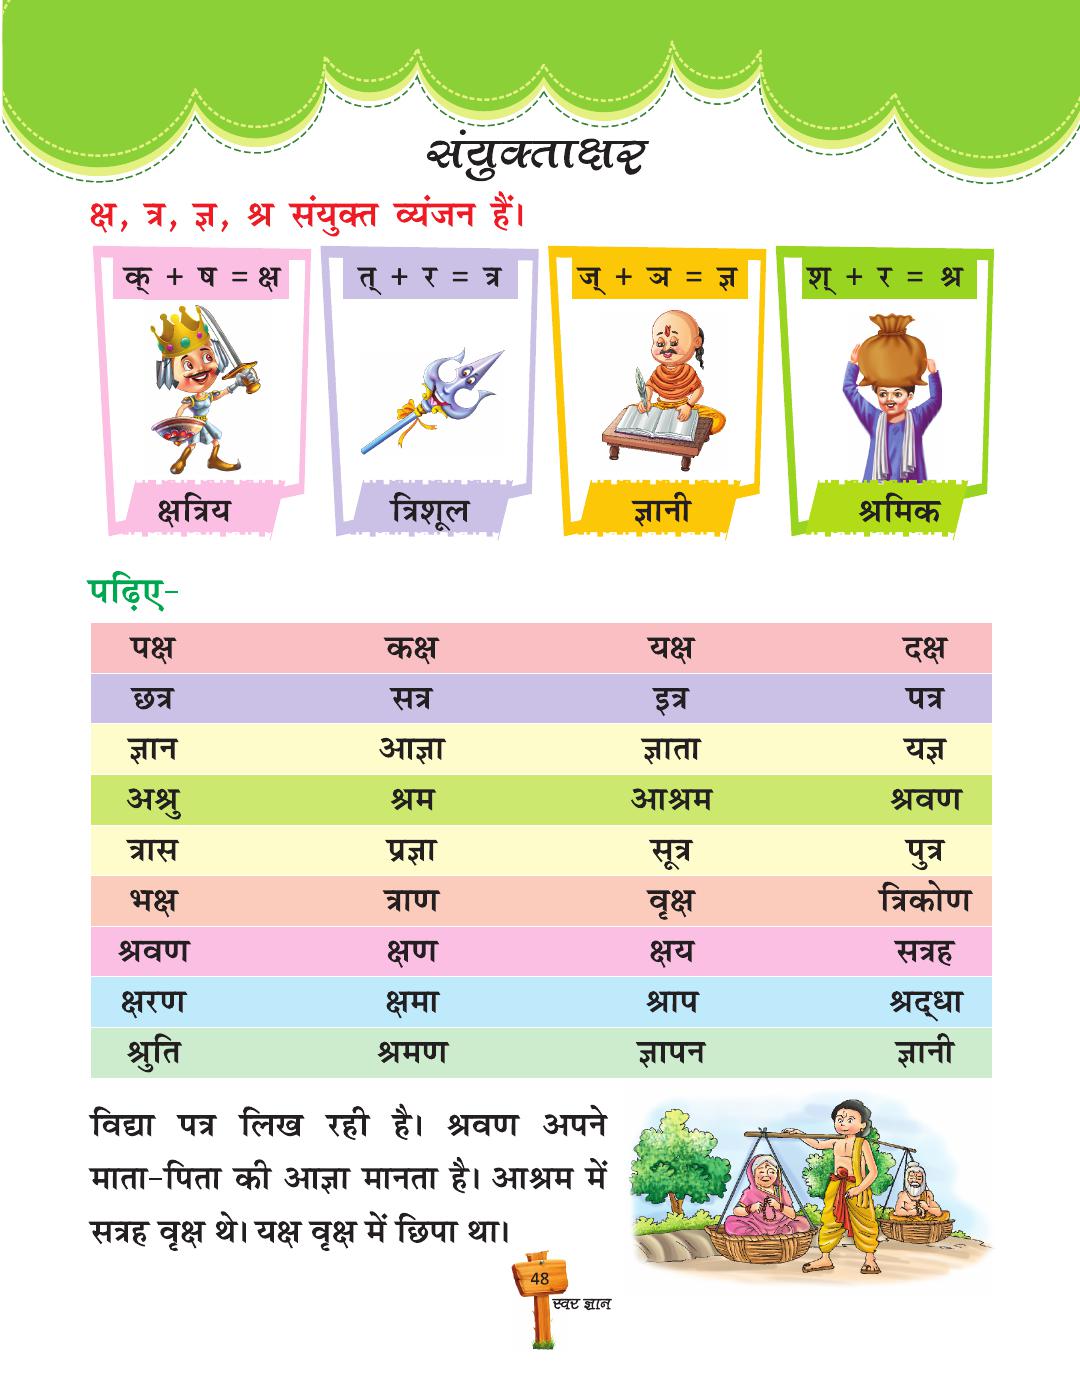 संयुक्ताक्षर
क्ष, त्र, ज्ञ, श्र संयुक्त व्यंजन हैं।
क् + ष = क्ष त् + र = त्र ज् + ञ = ज्ञ श् + र = श्र
क्षत्रिय त्रिशूल ज्ञानी श्रमिक
पढ़िए-
पक्ष कक्ष यक्ष दक्ष
छत्र सत्र इत्र पत्र
ज्ञान आज्ञा ज्ञाता यज्ञ
अश्रु श्रम आश्रम श्रवण
त्रास प्रज्ञा सूत्र पुत्र
भक्ष त्राण वृक्ष त्रिकोण
श्रवण क्षण क्षय सत्रह
क्षरण क्षमा श्राप श्रद्‌धा
श्रुति श्रमण ज्ञापन ज्ञानी
विद्या पत्र लिख रही है। श्रवण अपने
माता-पिता की आज्ञा मानता है। आश्रम में
सत्रह वृक्ष थे। यक्ष वृक्ष में छिपा था।
48
स्वर ज्ञान